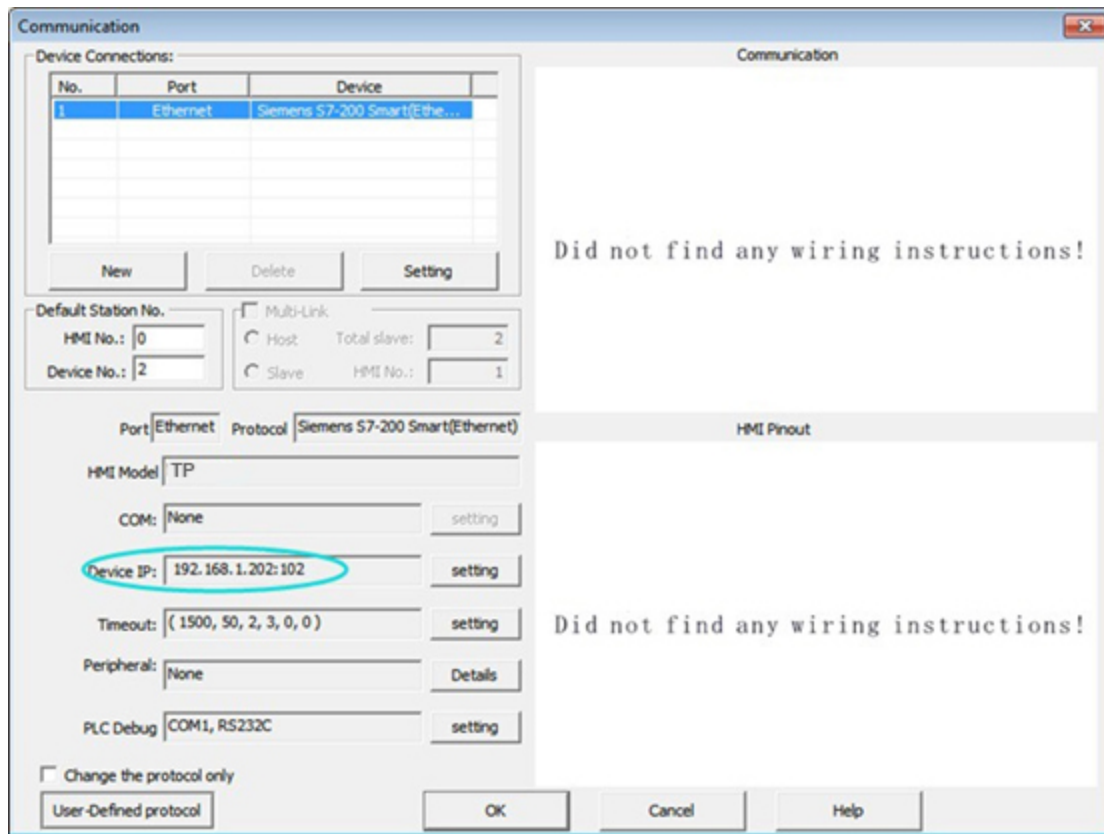 Communication
Device Connections:
No. Port Device
1 Ethernet Siemens S7-200 Smart(Ethe...
New Delete Setting
Default Station No.
HMI No.: 0
Device No.: 2
Multi-Link
Host Total slave: 2
Slave HMI No.: 1
Port Ethernet Protocol Siemens S7-200 Smart(Ethernet)
HMI Model TP
COM: None setting
Device IP: 192.168.1.202:102 setting
Timeout: ( 1500, 50, 2, 3, 0, 0 ) setting
Peripheral: None Details
PLC Debug COM1, RS232C setting
Change the protocol only
User-Defined protocol OK Cancel Help
Communication
Did not find any wiring instructions!
HMI Pinout
Did not find any wiring instructions!